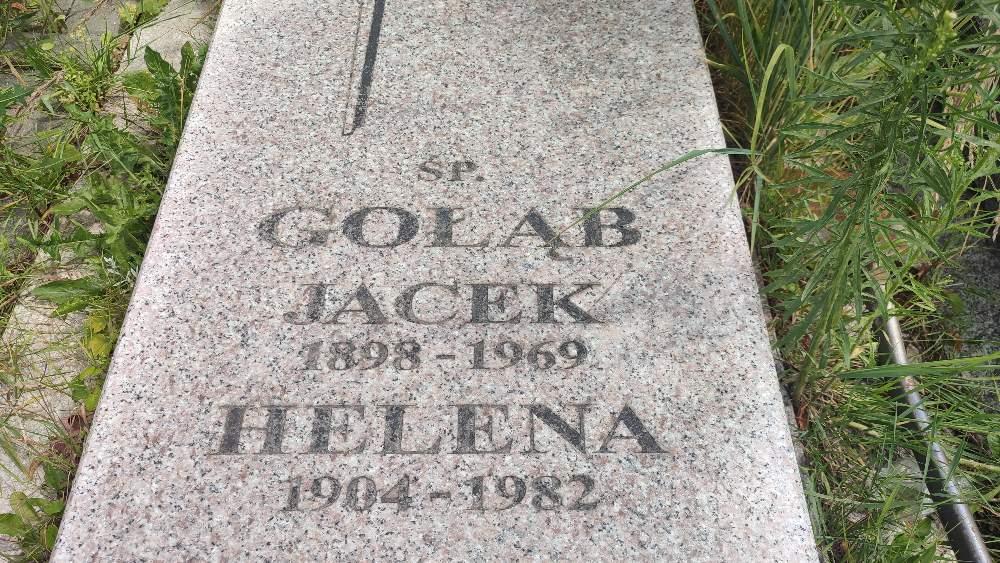 ŚP.
GOŁĄB
JACEK
1898 - 1969
HELENA
1904 - 1982